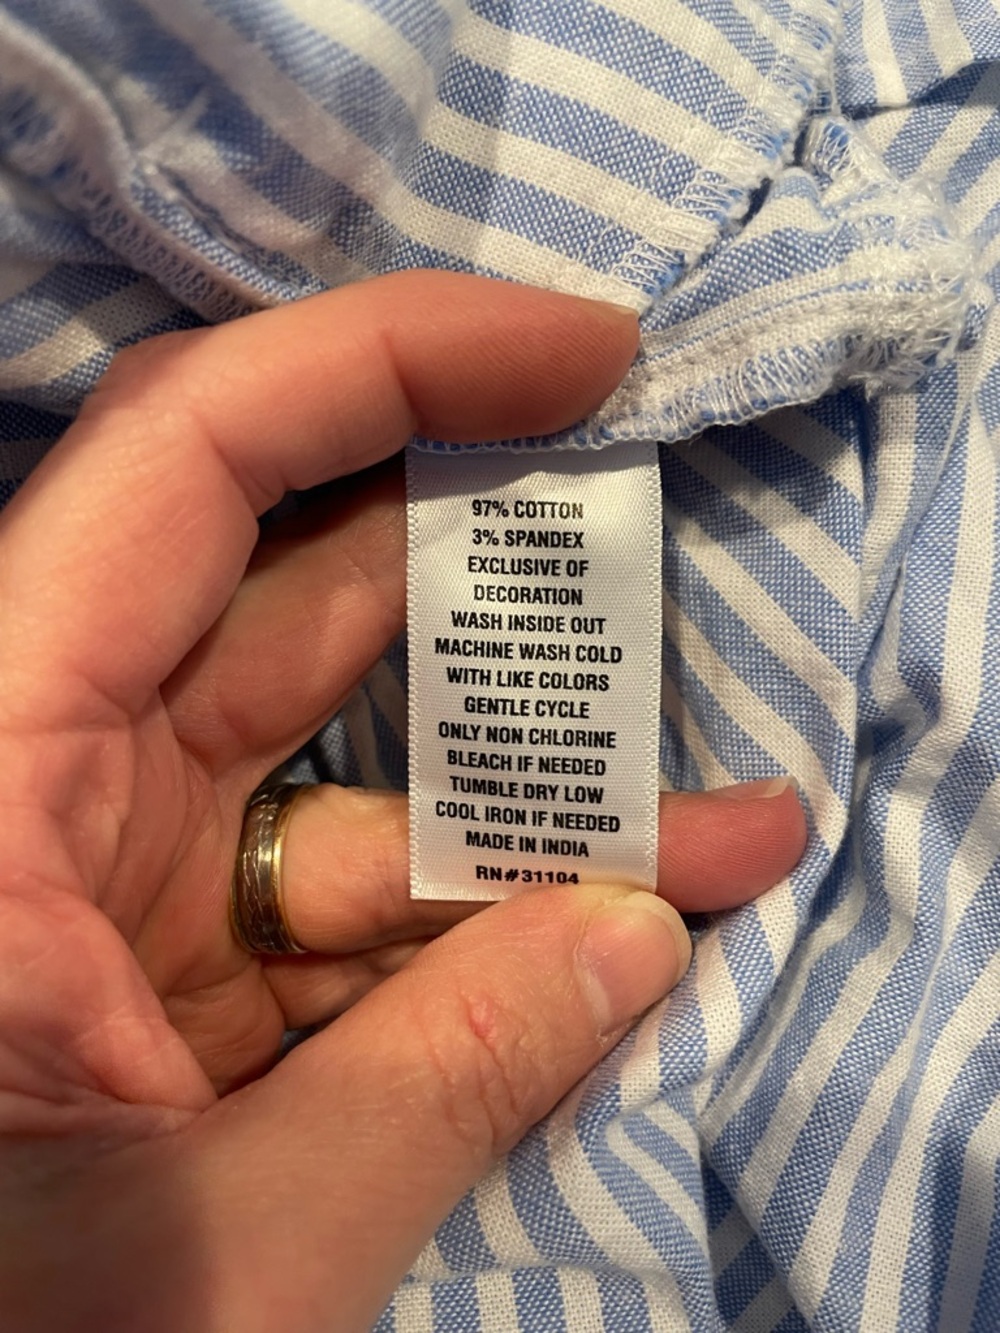 97% COTTON
3% SPANDEX
EXCLUSIVE OF
DECORATION
WASH INSIDE OUT
MACHINE WASH COLD
WITH LIKE COLORS
GENTLE CYCLE
ONLY NON CHLORINE
BLEACH IF NEEDED
TUMBLE DRY LOW
COOL IRON IF NEEDED
MADE IN INDIA
RN#31104